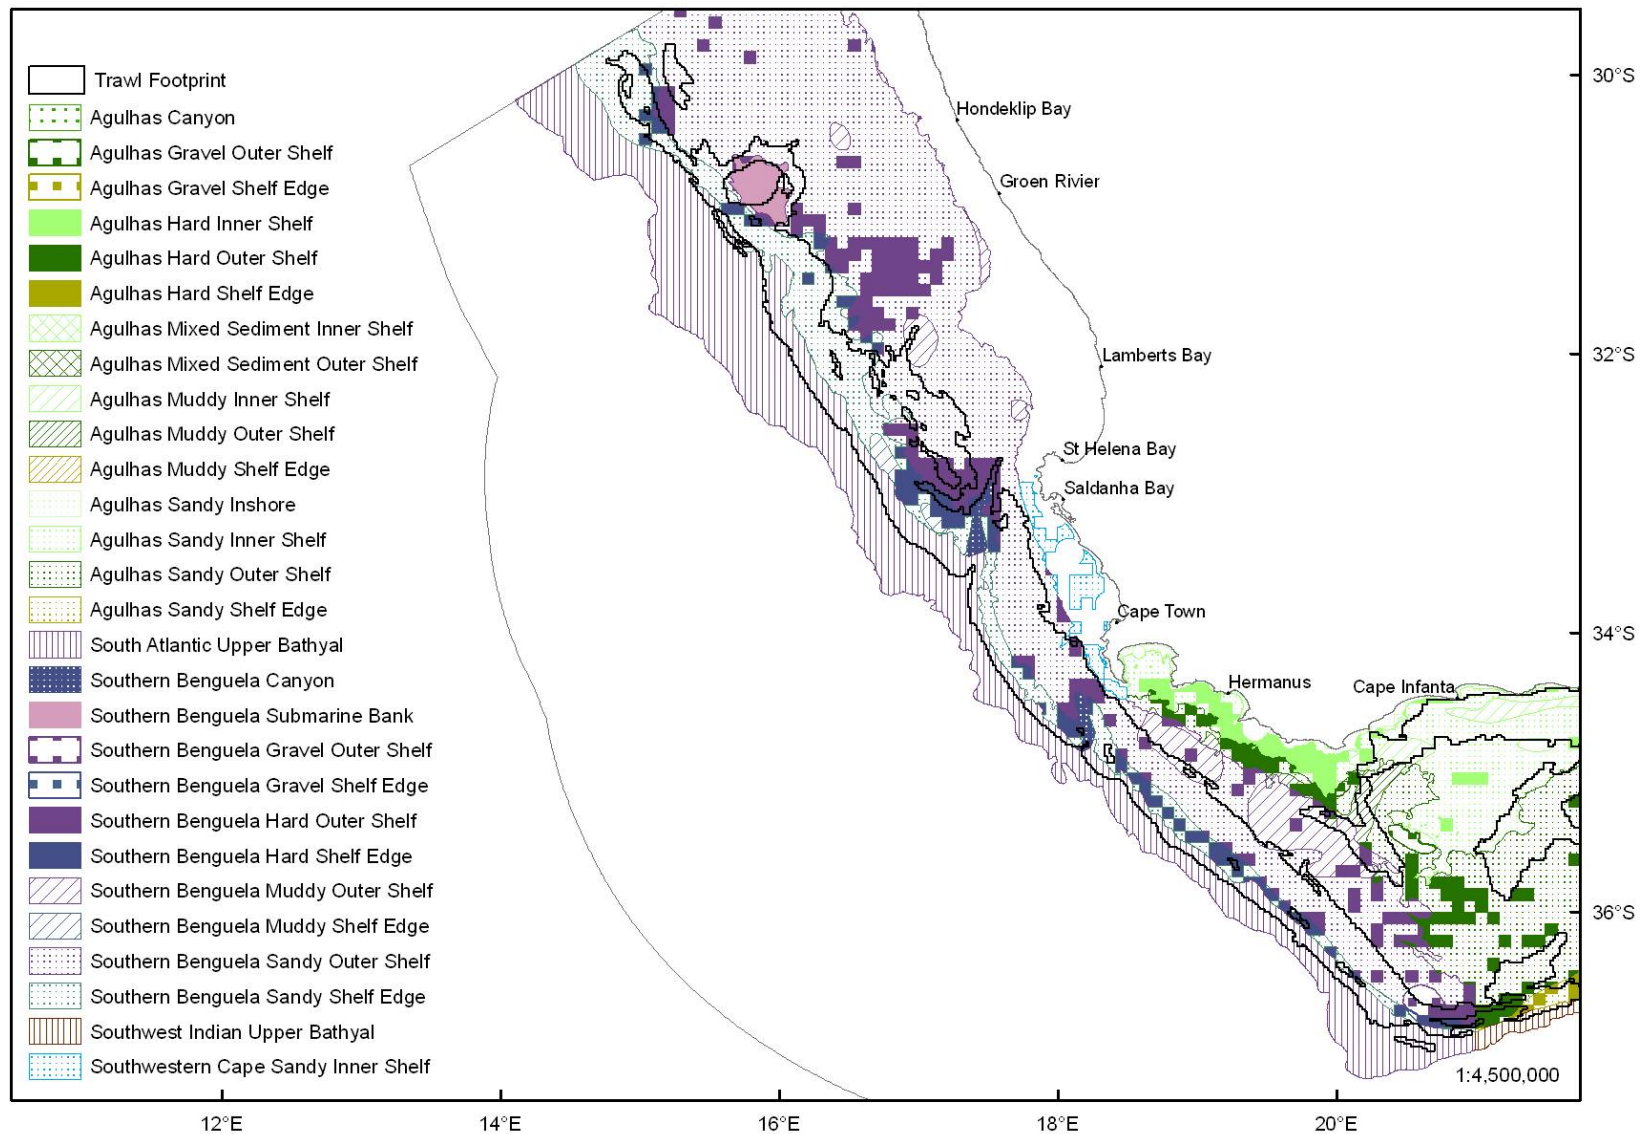 Trawl Footprint
Agulhas Canyon
Agulhas Gravel Outer Shelf
Agulhas Gravel Shelf Edge
Agulhas Hard Inner Shelf
Agulhas Hard Outer Shelf
Agulhas Hard Shelf Edge
Agulhas Mixed Sediment Inner Shelf
Agulhas Mixed Sediment Outer Shelf
Agulhas Muddy Inner Shelf
Agulhas Muddy Outer Shelf
Agulhas Muddy Shelf Edge
Agulhas Sandy Inshore
Agulhas Sandy Inner Shelf
Agulhas Sandy Outer Shelf
Agulhas Sandy Shelf Edge
South Atlantic Upper Bathyal
Southern Benguela Canyon
Southern Benguela Submarine Bank
Southern Benguela Gravel Outer Shelf
Southern Benguela Gravel Shelf Edge
Southern Benguela Hard Outer Shelf
Southern Benguela Hard Shelf Edge
Southern Benguela Muddy Outer Shelf
Southern Benguela Muddy Shelf Edge
Southern Benguela Sandy Outer Shelf
Southern Benguela Sandy Shelf Edge
Southwest Indian Upper Bathyal
Southwestern Cape Sandy Inner Shelf
Hondeklip Bay
Groen Rivier
Lamberts Bay
St Helena Bay
Saldanha Bay
Cape Town
Hermanus
Cape Infanta
30°S
32°S
34°S
36°S
1:4,500,000
12°E
14°E
16°E
18°E
20°E